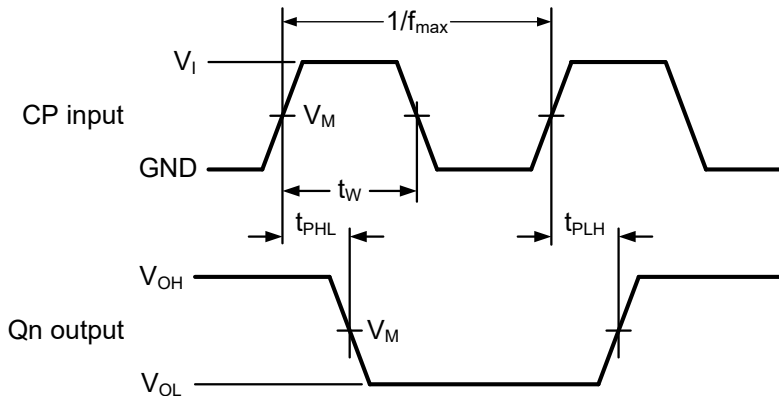 1/fmax
VI
CP input
VM
GND
tW
tPHL
tPLH
VOH
Qn output
VM
VOL